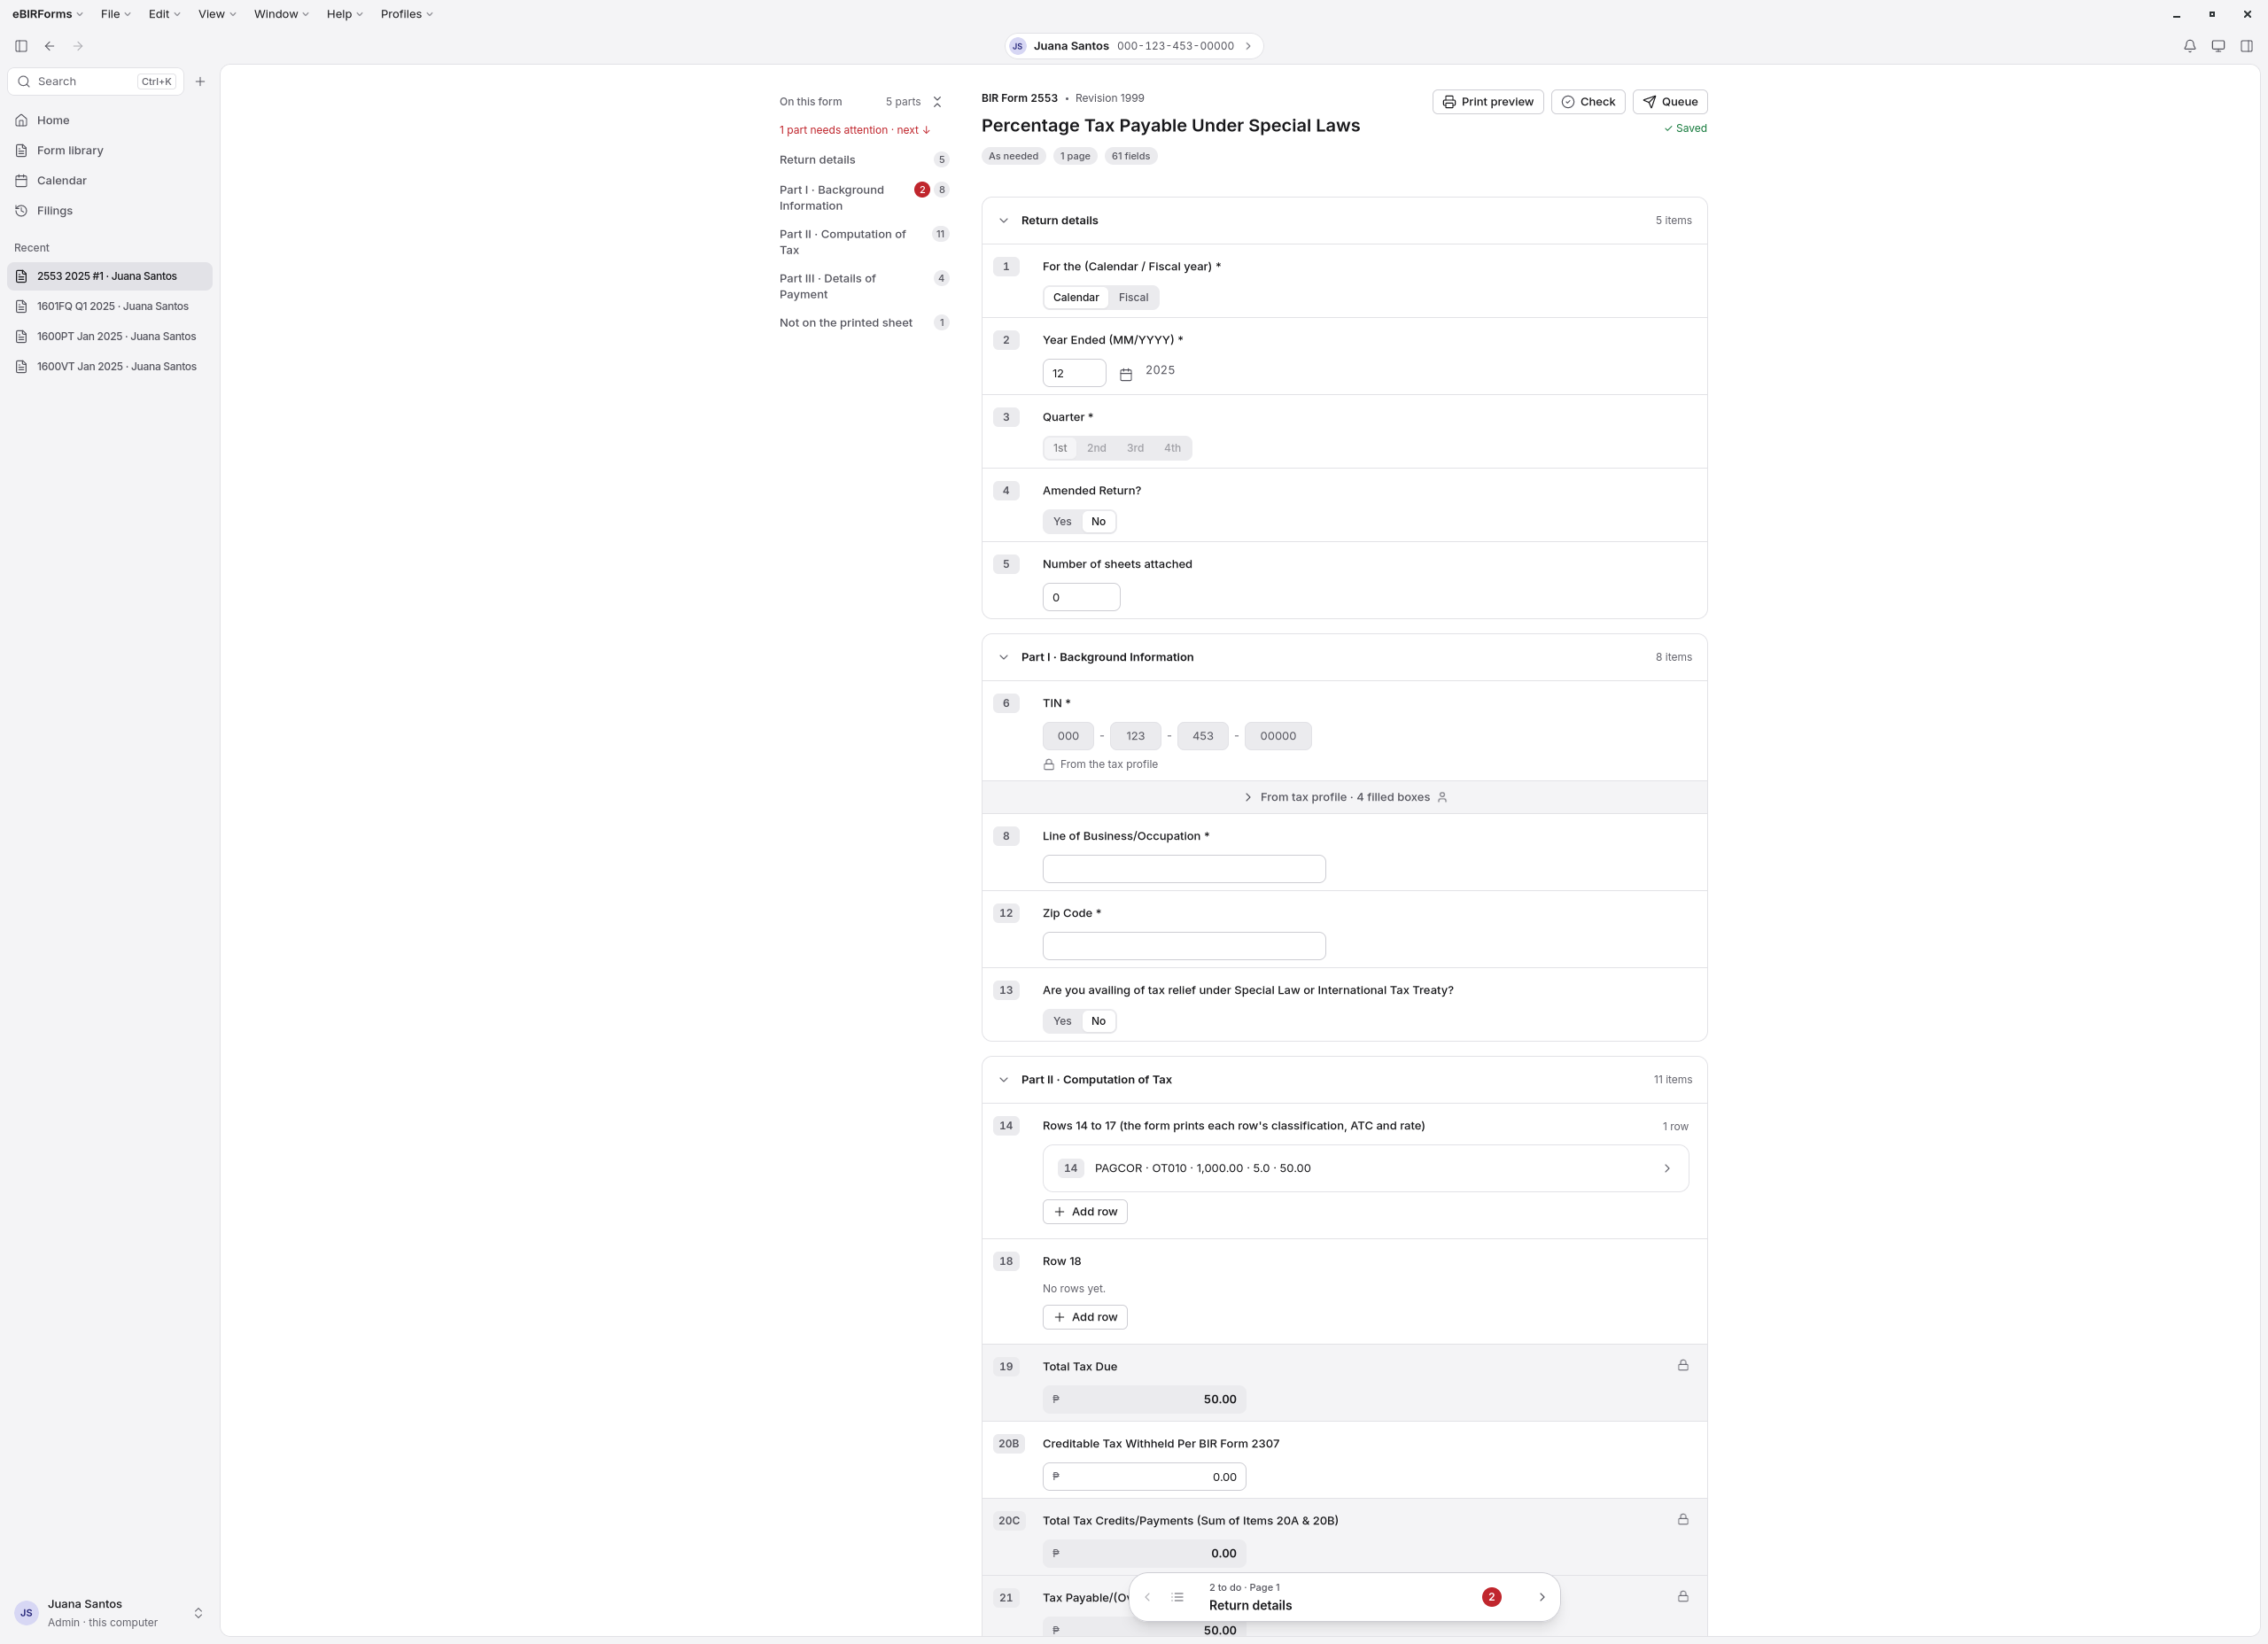 eBIRForms File Edit View Window Help Profiles
JS Juana Santos 000-123-453-00000
Search Ctrl+K
Home
Form library
Calendar
Filings
Recent
2553 2025 #1 · Juana Santos
1601FQ Q1 2025 · Juana Santos
1600PT Jan 2025 · Juana Santos
1600VT Jan 2025 · Juana Santos
JS Juana Santos
Admin · this computer
On this form 5 parts
1 part needs attention · next ↓
Return details 5
Part I · Background Information 2 8
Part II · Computation of Tax 11
Part III · Details of Payment 4
Not on the printed sheet 1
BIR Form 2553 • Revision 1999
Print preview Check Queue
Percentage Tax Payable Under Special Laws
✓ Saved
As needed 1 page 61 fields
Return details 5 items
1 For the (Calendar / Fiscal year) *
Calendar Fiscal
2 Year Ended (MM/YYYY) *
12 2025
3 Quarter *
1st 2nd 3rd 4th
4 Amended Return?
Yes No
5 Number of sheets attached
0
Part I · Background Information 8 items
6 TIN *
000 - 123 - 453 - 00000
From the tax profile
From tax profile · 4 filled boxes
8 Line of Business/Occupation *
12 Zip Code *
13 Are you availing of tax relief under Special Law or International Tax Treaty?
Yes No
Part II · Computation of Tax 11 items
14 Rows 14 to 17 (the form prints each row's classification, ATC and rate) 1 row
14 PAGCOR · OT010 · 1,000.00 · 5.0 · 50.00
+ Add row
18 Row 18
No rows yet.
+ Add row
19 Total Tax Due
₱ 50.00
20B Creditable Tax Withheld Per BIR Form 2307
₱ 0.00
20C Total Tax Credits/Payments (Sum of Items 20A & 20B)
₱ 0.00
21 Tax Payable/(O
50.00
2 to do · Page 1
Return details 2